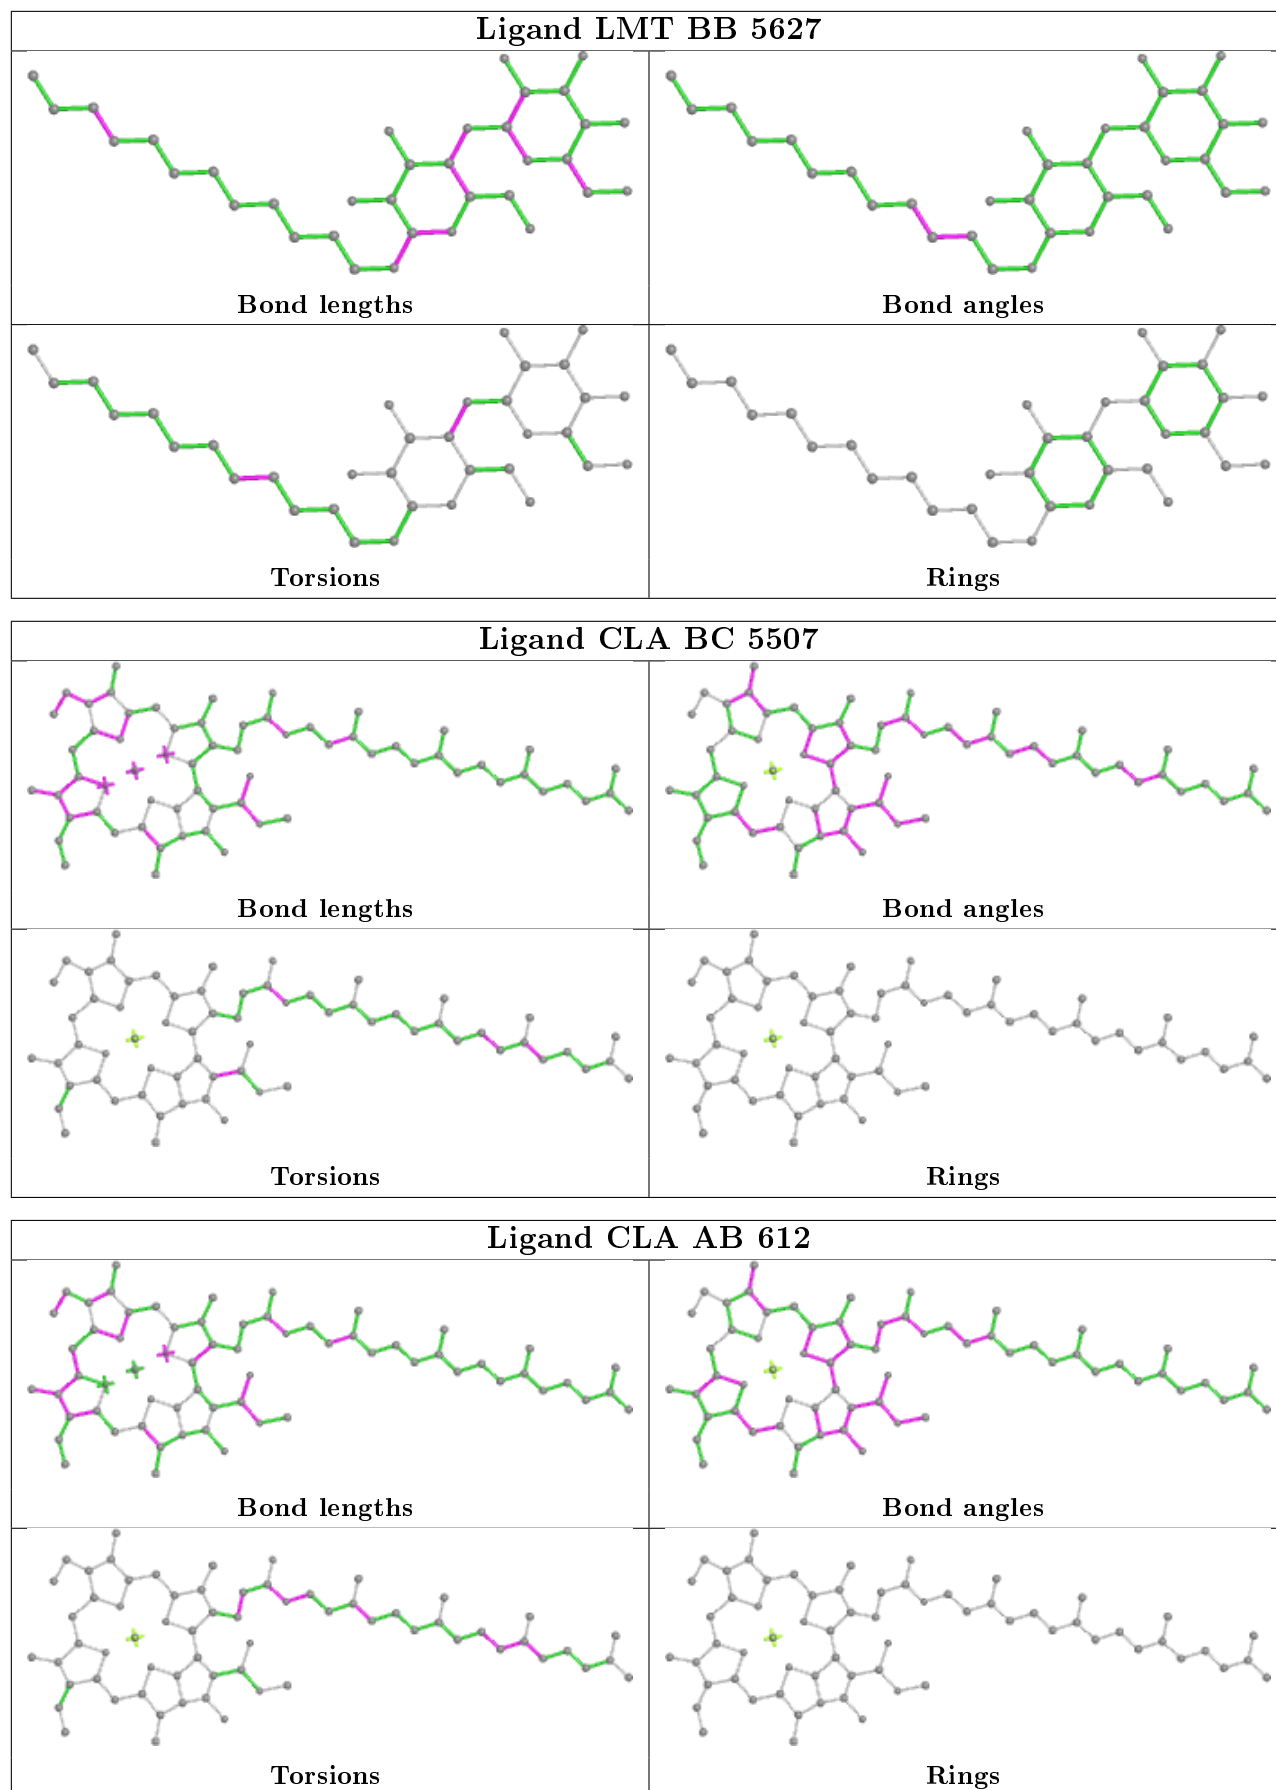 Ligand LMT BB 5627
Bond lengths
Bond angles
Torsions
Rings
Ligand CLA BC 5507
Bond lengths
Bond angles
Torsions
Rings
Ligand CLA AB 612
Bond lengths
Bond angles
Torsions
Rings